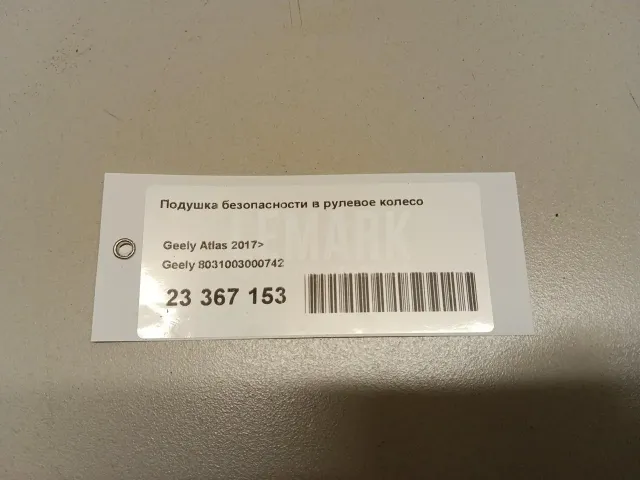 Подушка безопасности в рулевое колесо
Geely Atlas 2017>
Geely 8031003000742
23 367 153